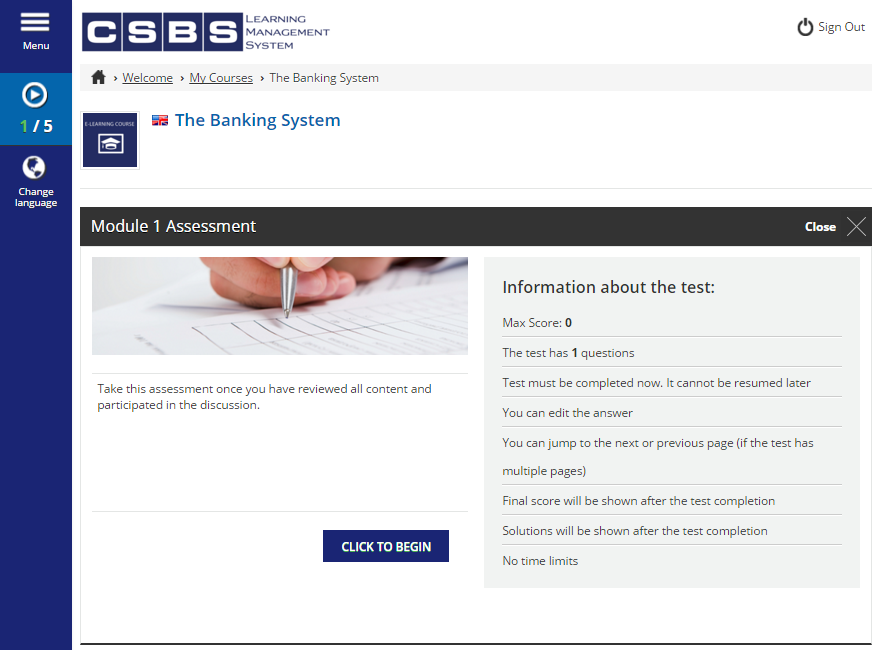 Menu
1 / 5
Change
language
CSBS
LEARNING
MANAGEMENT
SYSTEM
Sign Out
› Welcome › My Courses › The Banking System
E-LEARNING COURSE
The Banking System
Module 1 Assessment
Close
Take this assessment once you have reviewed all content and
participated in the discussion.
CLICK TO BEGIN
Information about the test:
Max Score: 0
The test has 1 questions
Test must be completed now. It cannot be resumed later
You can edit the answer
You can jump to the next or previous page (if the test has
multiple pages)
Final score will be shown after the test completion
Solutions will be shown after the test completion
No time limits